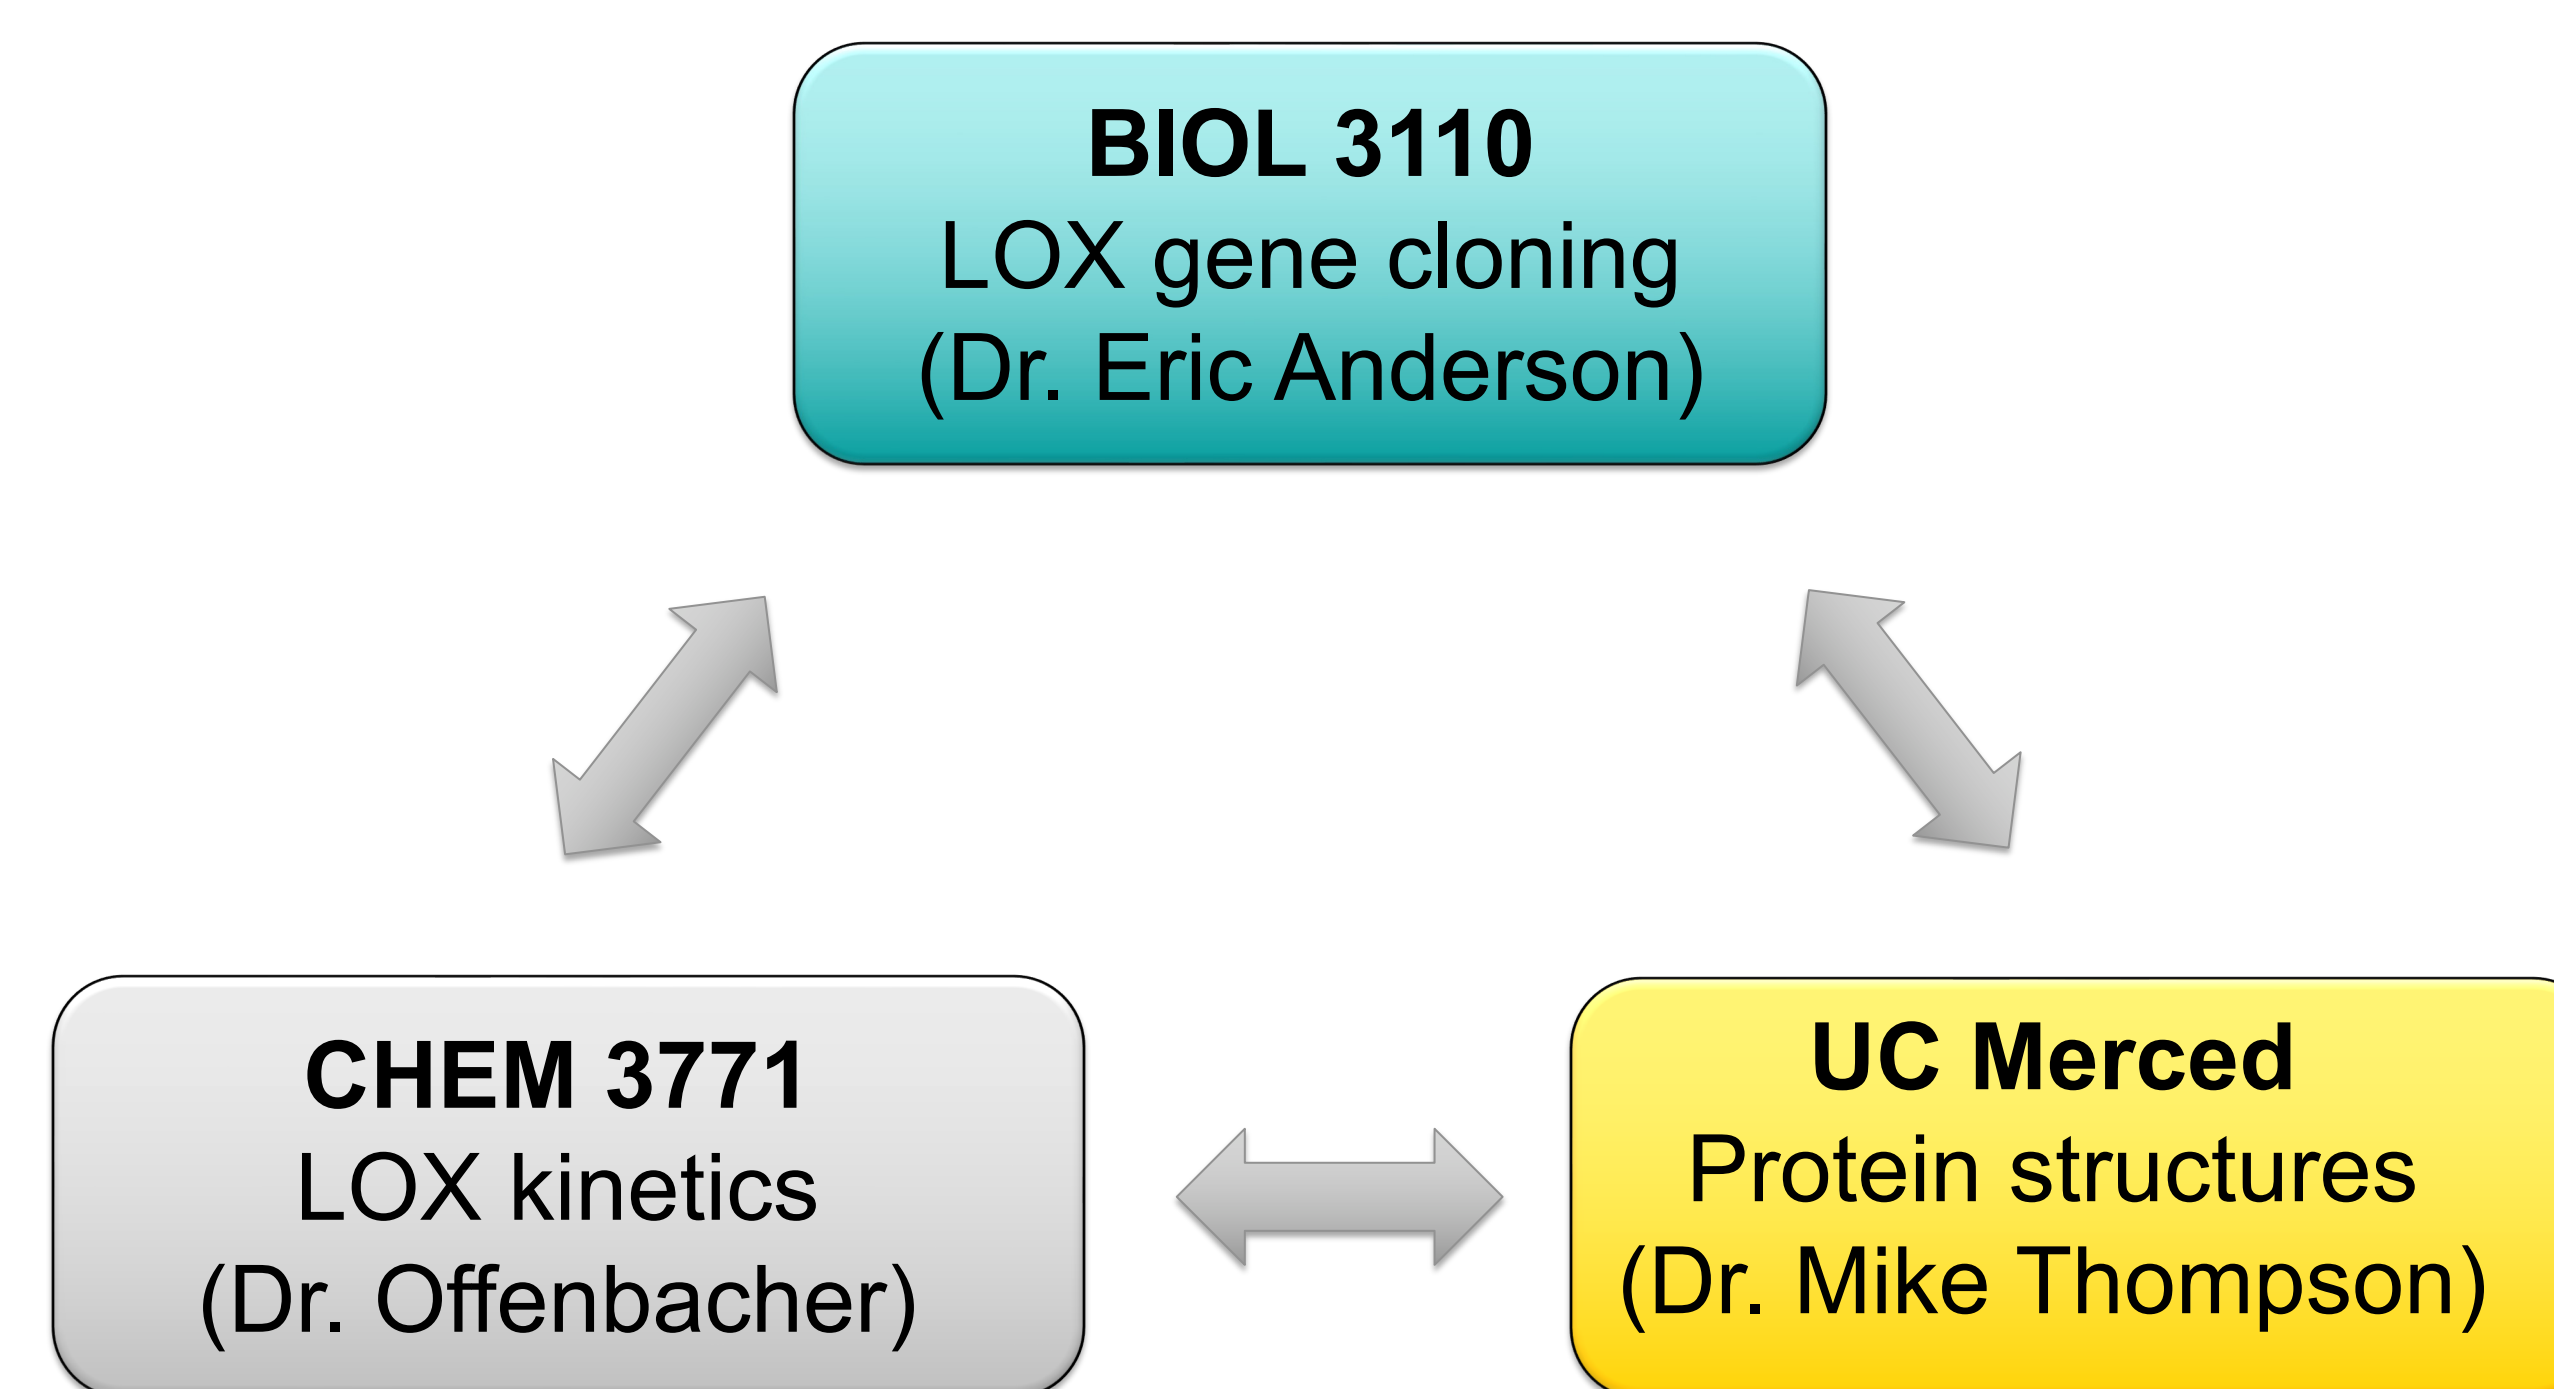 BIOL 3110
LOX gene cloning
(Dr. Eric Anderson)
CHEM 3771
LOX kinetics
(Dr. Offenbacher)
UC Merced
Protein structures
(Dr. Mike Thompson)